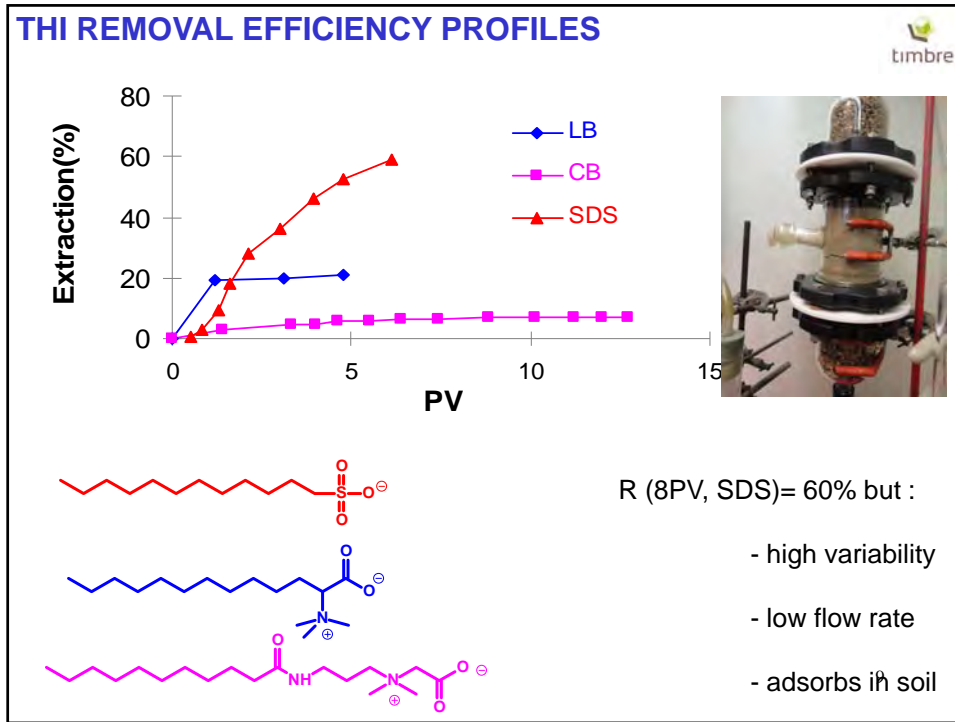 THI REMOVAL EFFICIENCY PROFILES
timbre
Extraction(%)
80
60
40
20
0
0
5
10
15
PV
LB
CB
SDS
O
S O ⊖
O
O
O ⊖
N
⊕
O
NH
N
⊕
O ⊖
O
R (8PV, SDS)= 60% but :
- high variability
- low flow rate
- adsorbs in soil
9